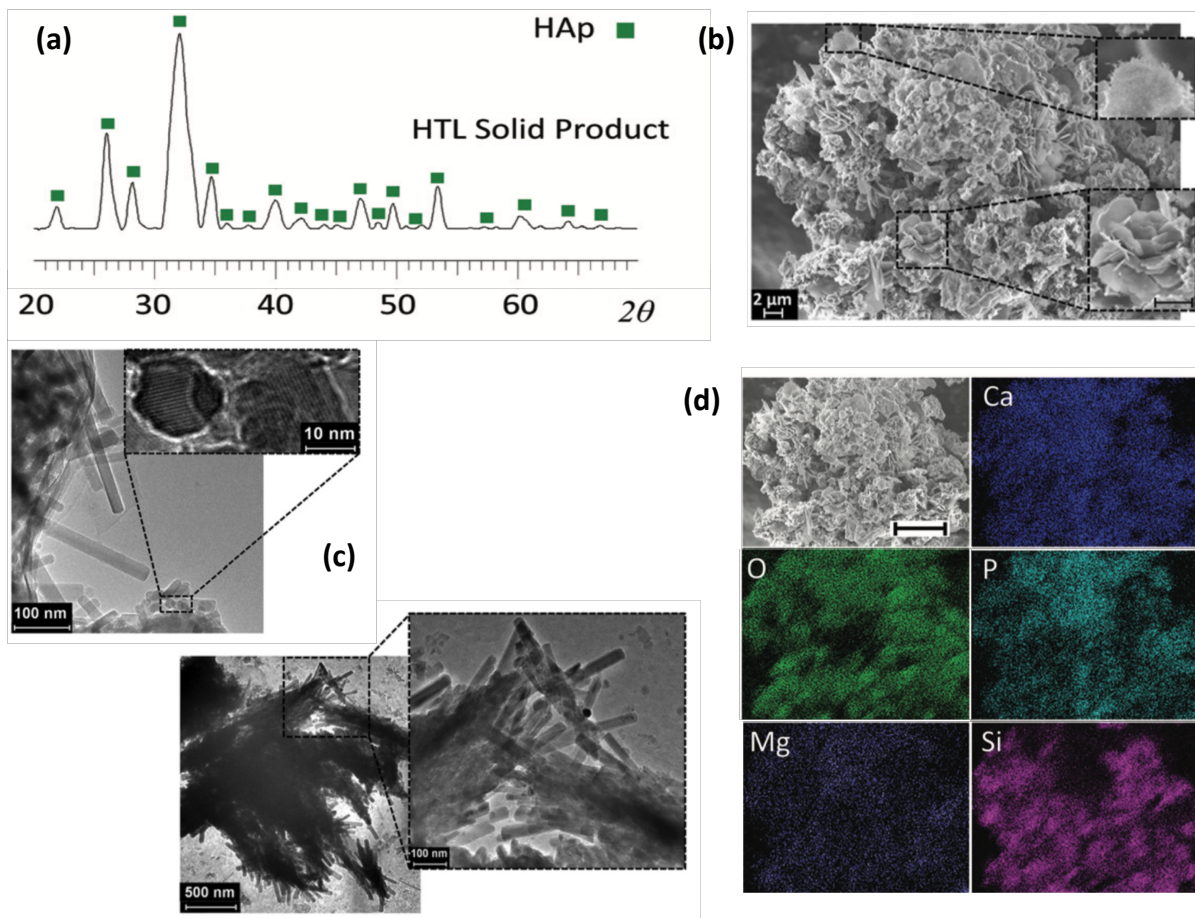 (a)
HAp
HTL Solid Product
20 30 40 50 60 2θ
(b)
2 µm
10 nm
(c)
100 nm
500 nm
100 nm
(d)
Ca
O
P
Mg
Si